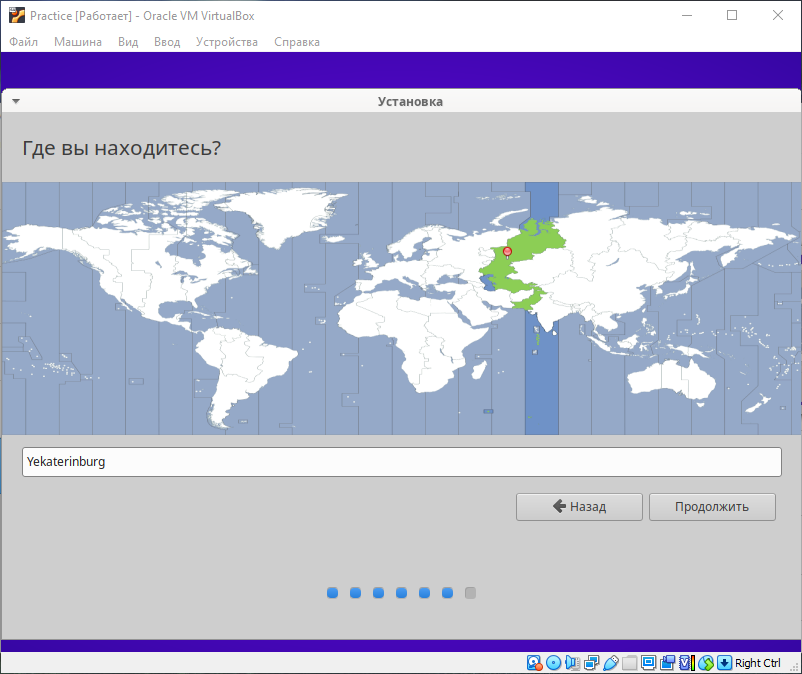 Practice [Работает] - Oracle VM VirtualBox
Файл Машина Вид Ввод Устройства Справка
Установка
Где вы находитесь?
Yekaterinburg
Назад Продолжить
Right Ctrl